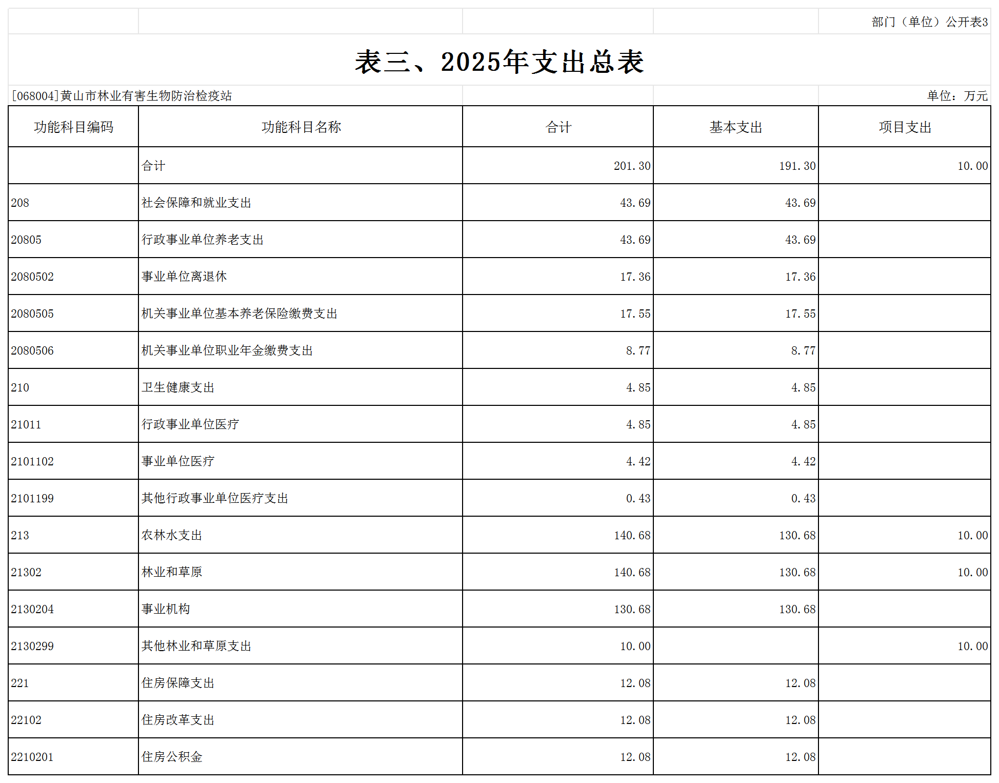 部门（单位）公开表3
表三、2025年支出总表
[068004]黄山市林业有害生物防治检疫站 单位：万元
功能科目编码 功能科目名称 合计 基本支出 项目支出
合计 201.30 191.30 10.00
208 社会保障和就业支出 43.69 43.69
20805 行政事业单位养老支出 43.69 43.69
2080502 事业单位离退休 17.36 17.36
2080505 机关事业单位基本养老保险缴费支出 17.55 17.55
2080506 机关事业单位职业年金缴费支出 8.77 8.77
210 卫生健康支出 4.85 4.85
21011 行政事业单位医疗 4.85 4.85
2101102 事业单位医疗 4.42 4.42
2101199 其他行政事业单位医疗支出 0.43 0.43
213 农林水支出 140.68 130.68 10.00
21302 林业和草原 140.68 130.68 10.00
2130204 事业机构 130.68 130.68
2130299 其他林业和草原支出 10.00 10.00
221 住房保障支出 12.08 12.08
22102 住房改革支出 12.08 12.08
2210201 住房公积金 12.08 12.08